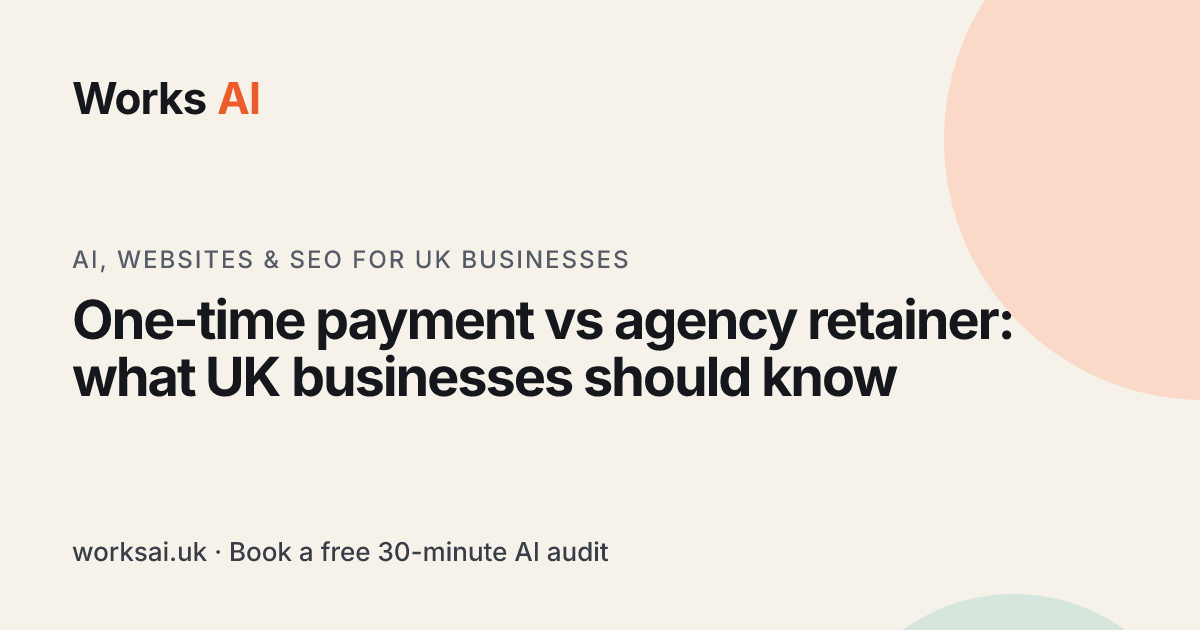 Works AI
AI, WEBSITES & SEO FOR UK BUSINESSES
One-time payment vs agency retainer:
what UK businesses should know
worksai.uk · Book a free 30-minute AI audit